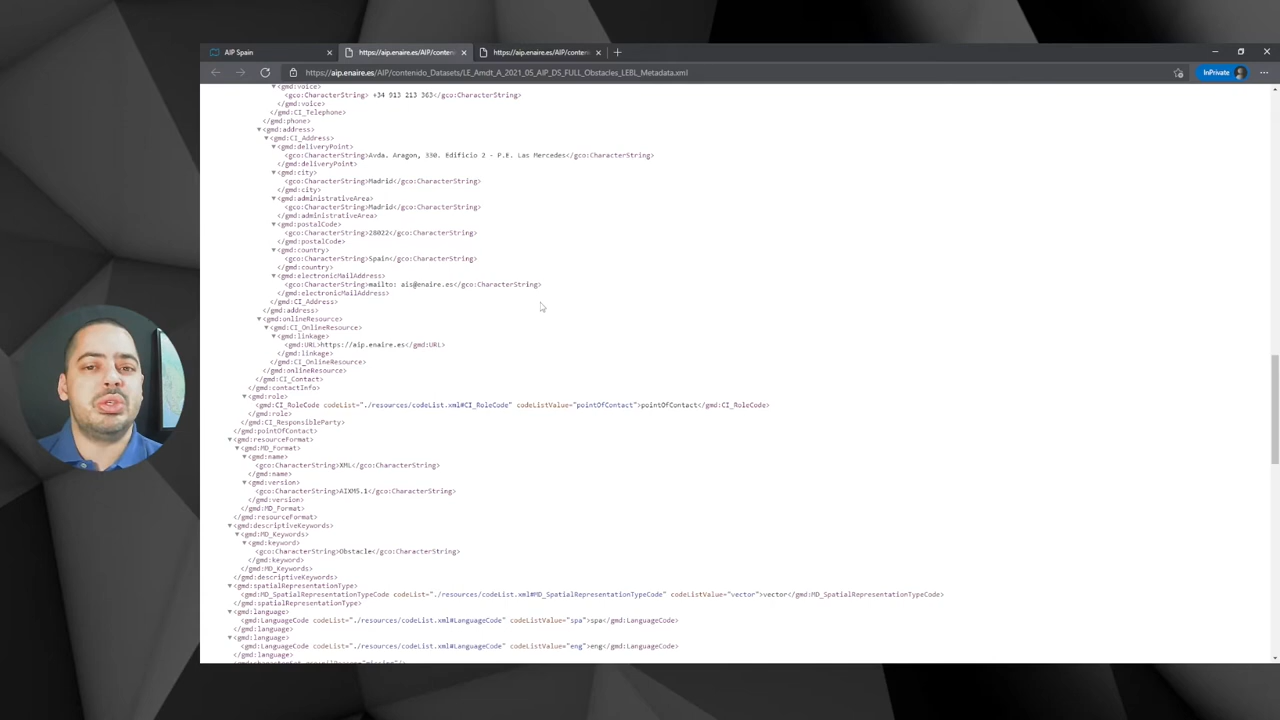 AIP Spain
https://aip.enaire.es/AIP/conten
https://aip.enaire.es/AIP/conten
InPrivate
https://aip.enaire.es/AIP/contenido_Datasets/LE_Amdt_A_2021_05_AIP_DS_FULL_Obstacles_LEBL_Metadata.xml
<gmd:voice>
<gco:CharacterString> +34 913 213 363</gco:CharacterString>
</gmd:voice>
</gmd:CI_Telephone>
</gmd:phone>
<gmd:address>
<gmd:CI_Address>
<gmd:deliveryPoint>
<gco:CharacterString>Avda. Aragon, 330. Edificio 2 - P.E. Las Mercedes</gco:CharacterString>
</gmd:deliveryPoint>
<gmd:city>
<gco:CharacterString>Madrid</gco:CharacterString>
</gmd:city>
<gmd:administrativeArea>
<gco:CharacterString>Madrid</gco:CharacterString>
</gmd:administrativeArea>
<gmd:postalCode>
<gco:CharacterString>28022</gco:CharacterString>
</gmd:postalCode>
<gmd:country>
<gco:CharacterString>Spain</gco:CharacterString>
</gmd:country>
<gmd:electronicMailAddress>
<gco:CharacterString>mailto: ais@enaire.es</gco:CharacterString>
</gmd:electronicMailAddress>
</gmd:CI_Address>
</gmd:address>
<gmd:onlineResource>
<gmd:CI_OnlineResource>
<gmd:linkage>
<gmd:URL>https://aip.enaire.es</gmd:URL>
</gmd:linkage>
</gmd:CI_OnlineResource>
</gmd:onlineResource>
</gmd:CI_Contact>
</gmd:contactInfo>
<gmd:role>
<gmd:CI_RoleCode codeList="./resources/codeList.xml#CI_RoleCode" codeListValue="pointOfContact">pointOfContact</gmd:CI_RoleCode>
</gmd:role>
</gmd:CI_ResponsibleParty>
</gmd:pointOfContact>
<gmd:resourceFormat>
<gmd:MD_Format>
<gmd:name>
<gco:CharacterString>XML</gco:CharacterString>
</gmd:name>
<gmd:version>
<gco:CharacterString>AIXM5.1</gco:CharacterString>
</gmd:version>
</gmd:MD_Format>
</gmd:resourceFormat>
<gmd:descriptiveKeywords>
<gmd:MD_Keywords>
<gmd:keyword>
<gco:CharacterString>Obstacle</gco:CharacterString>
</gmd:keyword>
</gmd:MD_Keywords>
</gmd:descriptiveKeywords>
<gmd:spatialRepresentationType>
<gmd:MD_SpatialRepresentationTypeCode codeList="./resources/codeList.xml#MD_SpatialRepresentationTypeCode" codeListValue="vector">vector</gmd:MD_SpatialRepresentationTypeCode>
</gmd:spatialRepresentationType>
<gmd:language>
<gmd:LanguageCode codeList="./resources/codeList.xml#LanguageCode" codeListValue="spa">spa</gmd:LanguageCode>
</gmd:language>
<gmd:language>
<gmd:LanguageCode codeList="./resources/codeList.xml#LanguageCode" codeListValue="eng">eng</gmd:LanguageCode>
</gmd:language>